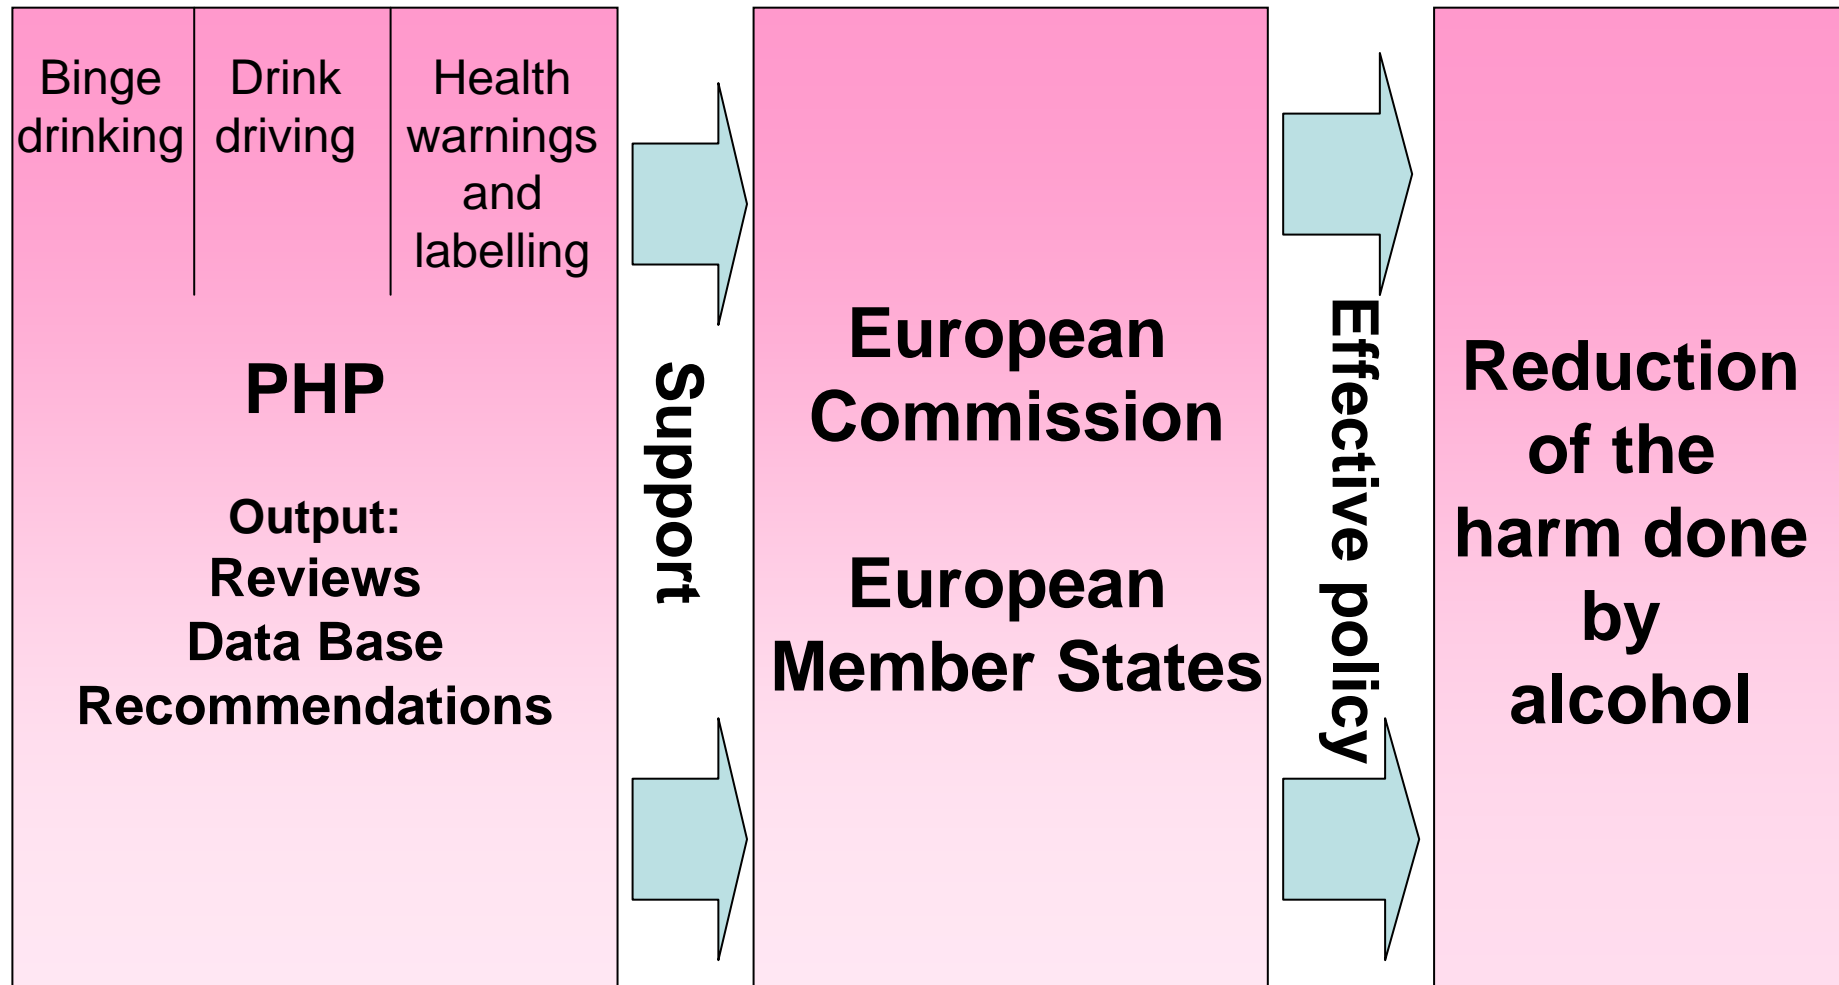 Binge
drinking
Drink
driving
Health
warnings
and
labelling
PHP
Output:
Reviews
Data Base
Recommendations
Support
European
Commission
European
Member States
Effective policy
Reduction
of the
harm done
by
alcohol